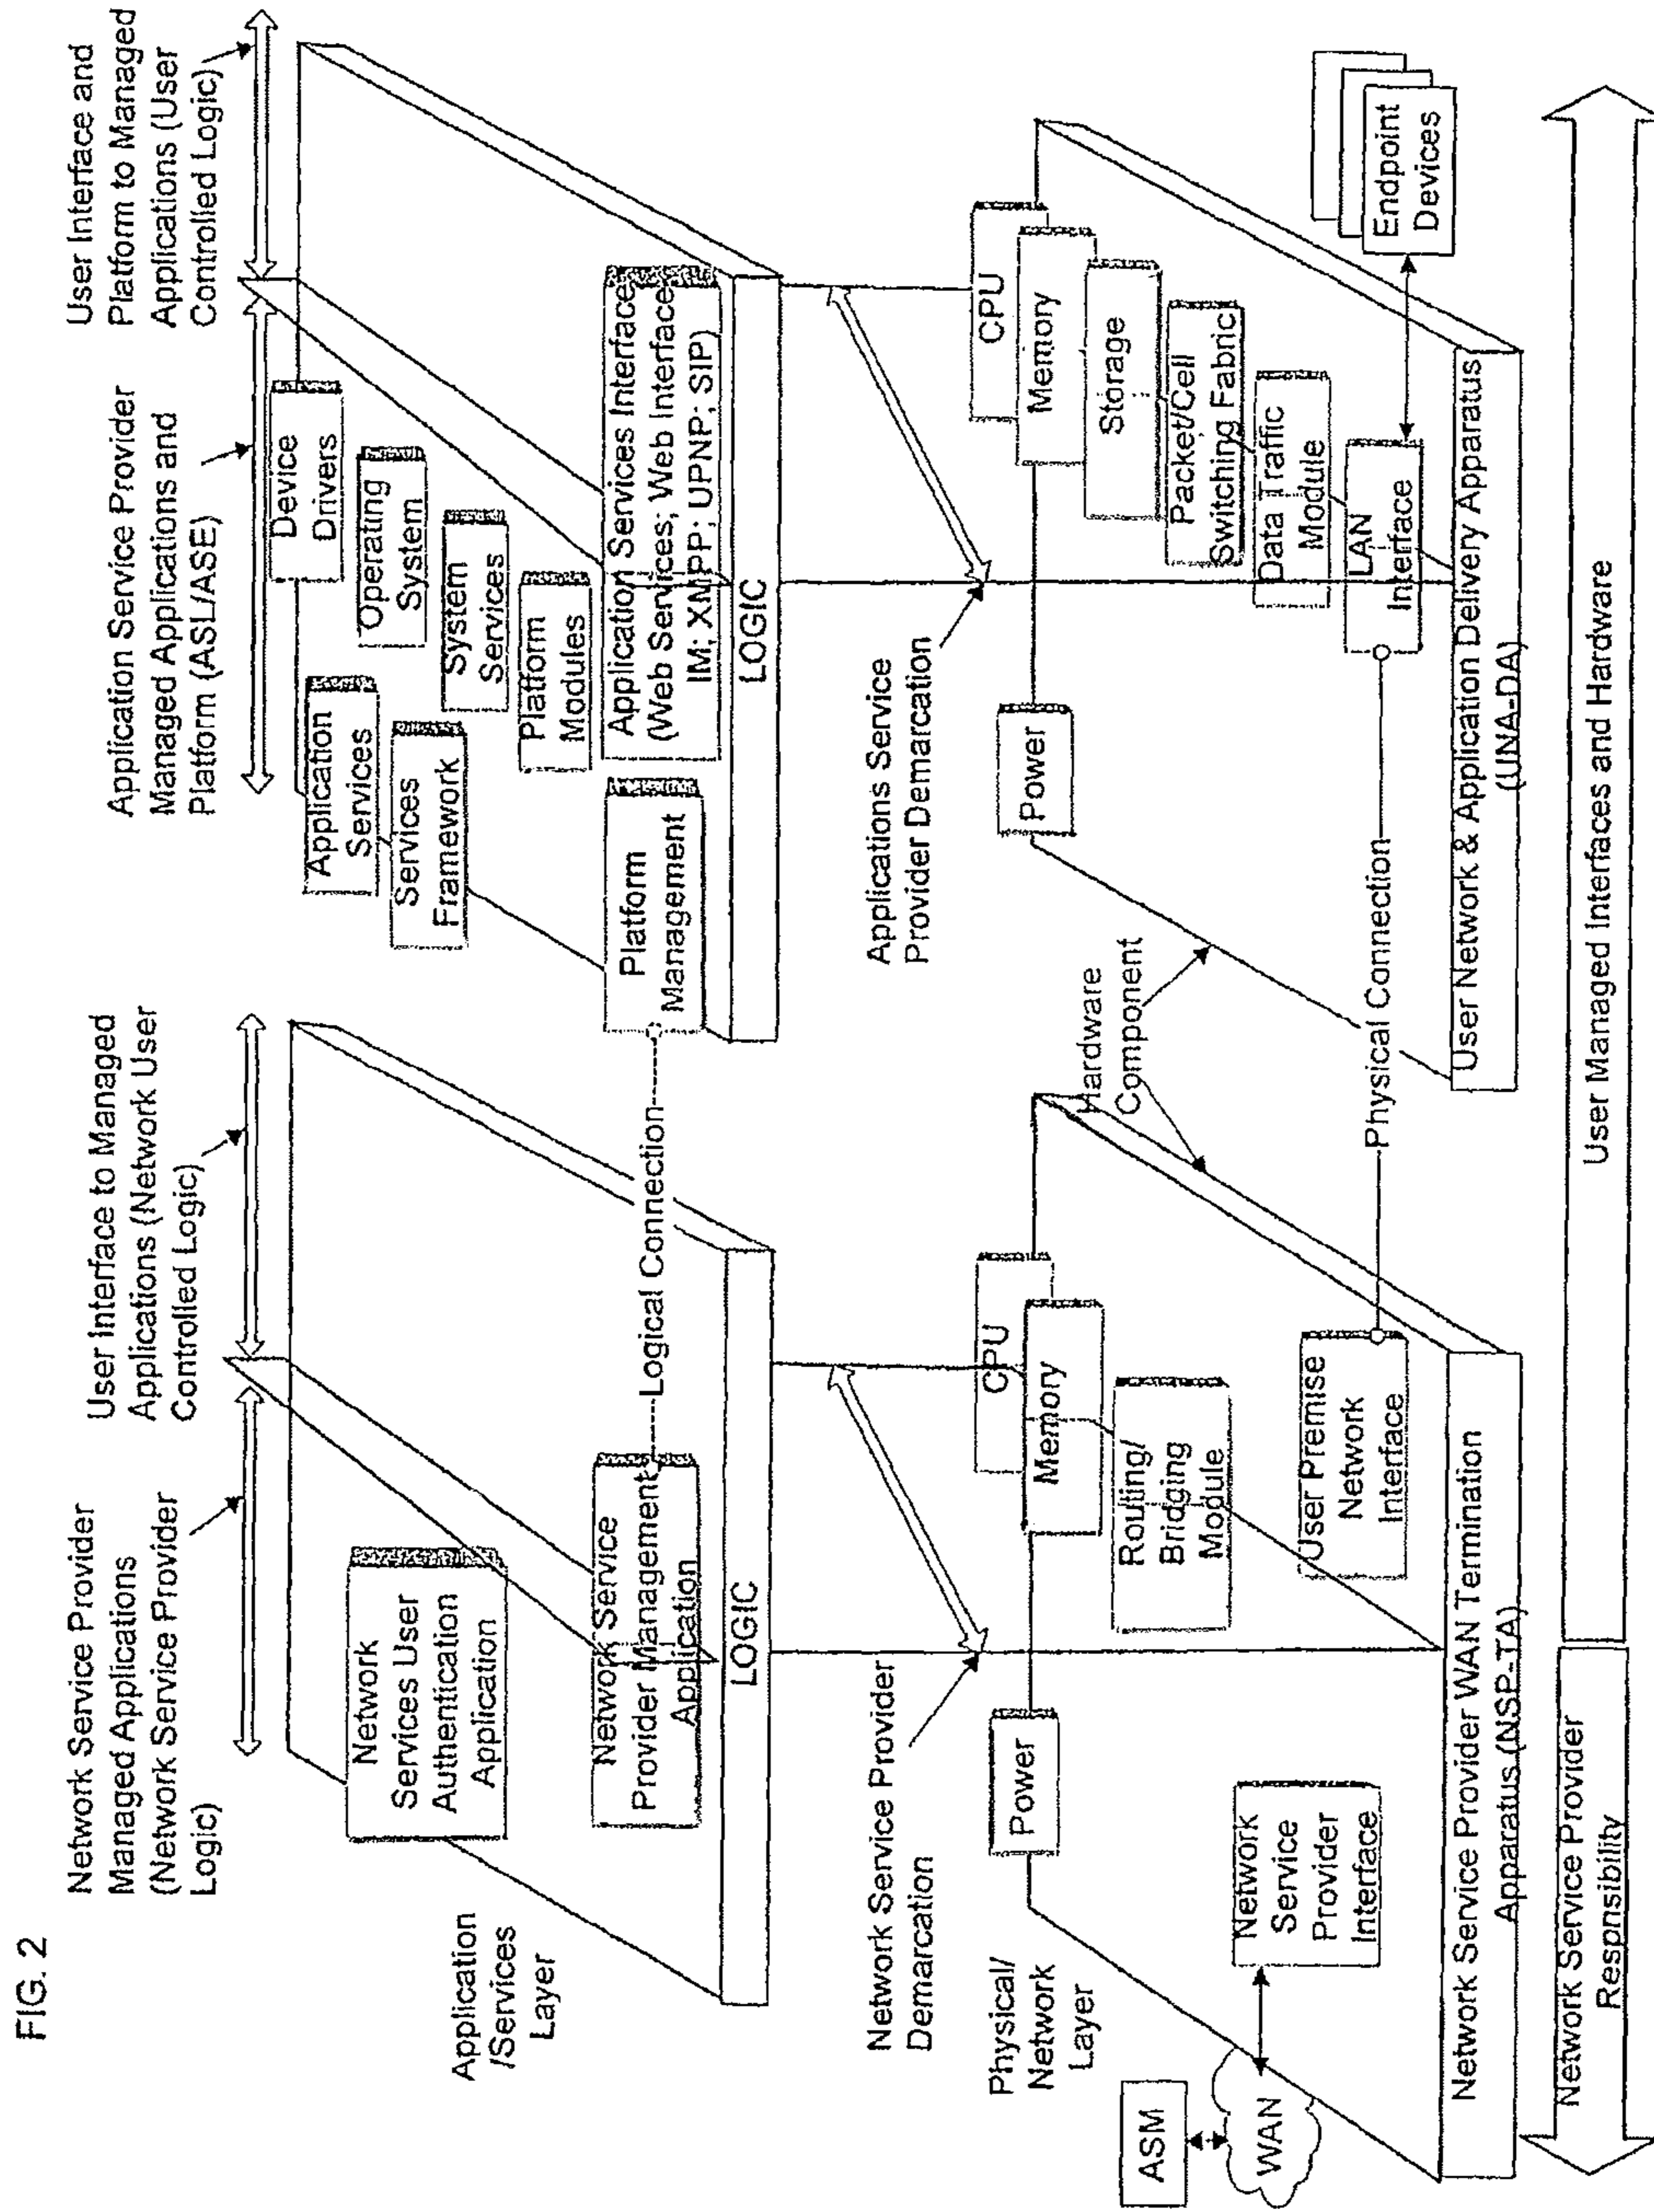 FIG. 2
Network Service Provider
Managed Applications
(Network Service Provider
Logic)
User Interface to Managed
Applications (Network User
Controlled Logic)
Application Service Provider
Managed Applications and
Platform (ASL/ASE)
User Interface and
Platform to Managed
Applications (User
Controlled Logic)
Application
/Services
Layer
Network
Services User
Authentication
Application
Network Service
Provider Management
Application
LOGIC
Logical Connection
Application
Services
Services
Framework
Platform
Management
Device
Drivers
Operating
System
System
Services
Platform
Modules
Application Services Interface
(Web Services; Web Interface
IM; XMPP; UPNP; SIP)
LOGIC
Network Service Provider
Demarcation
Applications Service
Provider Demarcation
Physical/
Network
Layer
ASM
WAN
Network
Service
Provider
Interface
Power
CPU
Memory
Routing/
Bridging
Module
User Premise
Network
Interface
Network Service Provider WAN Termination
Apparatus (NSP-TA)
Hardware
Component
Physical Connection
Power
CPU
Memory
Storage
Packet/Cell
Switching Fabric
Data Traffic
Module
LAN
Interface
Endpoint
Devices
User Network & Application Delivery Apparatus
(UNA-DA)
Network Service Provider
Respnsibility
User Managed Interfaces and Hardware